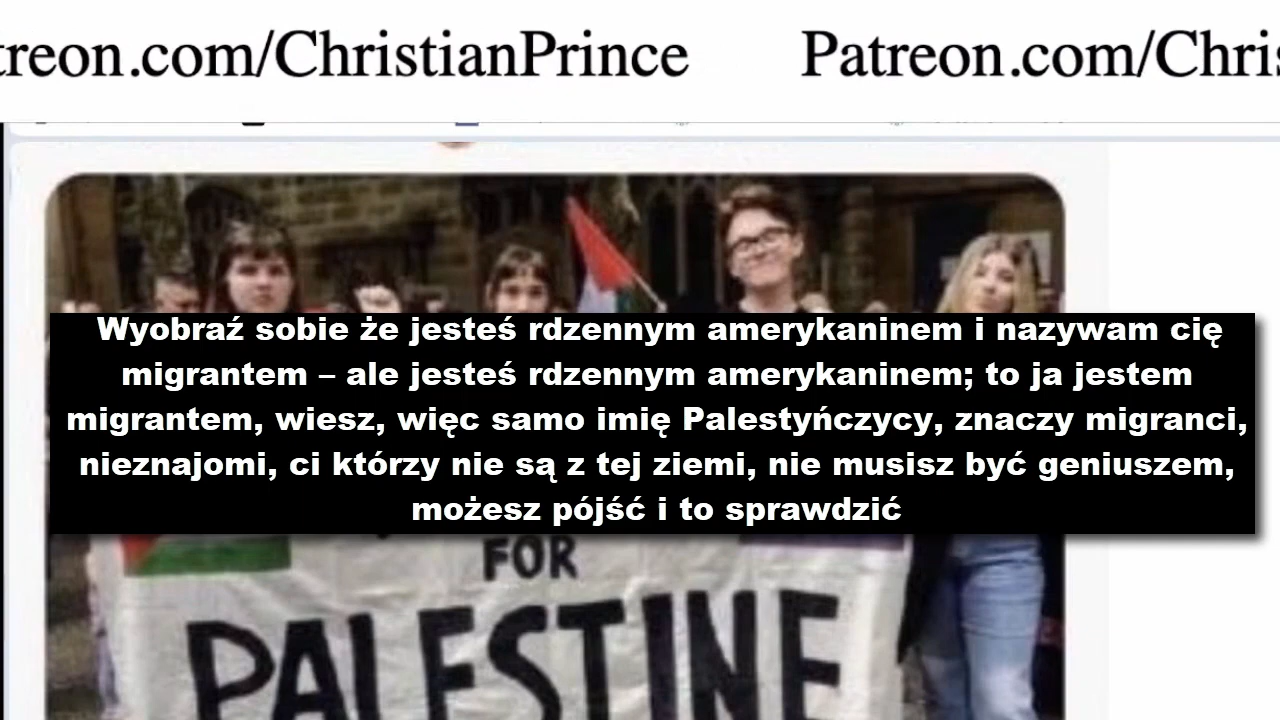 treon.com/ChristianPrince Patreon.com/Chris
Wyobraź sobie że jesteś rdzennym amerykaninem i nazywam cię
migrantem – ale jesteś rdzennym amerykaninem; to ja jestem
migrantem, wiesz, więc samo imię Palestyńczycy, znaczy migranci,
nieznajomi, ci którzy nie są z tej ziemi, nie musisz być geniuszem,
możesz pójść i to sprawdzić
FOR
PALESTINE